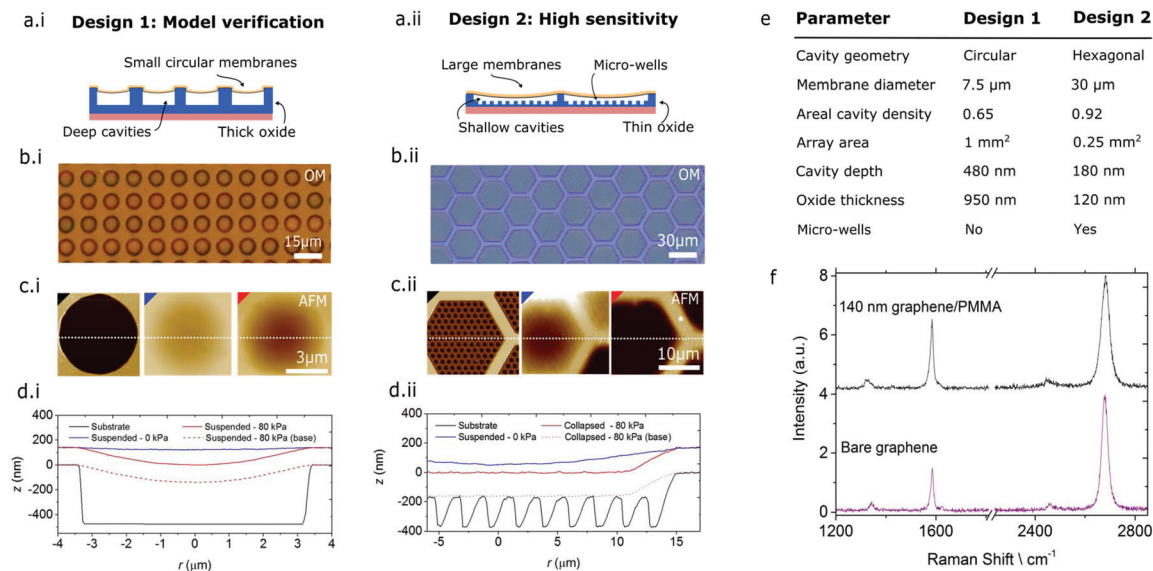 a.i Design 1: Model verification
Small circular membranes
Deep cavities
Thick oxide
a.ii Design 2: High sensitivity
Large membranes
Micro-wells
Shallow cavities
Thin oxide
b.i
OM
15μm
b.ii
OM
30μm
c.i
AFM
3μm
c.ii
AFM
10μm
d.i
400
200
0
-200
-400
z (nm)
Substrate
Suspended - 0 kPa
Suspended - 80 kPa
Suspended - 80 kPa (base)
-4 -3 -2 -1 0 1 2 3 4
r (μm)
d.ii
400
200
0
-200
-400
z (nm)
Substrate
Suspended - 0 kPa
Collapsed - 80 kPa
Collapsed - 80 kPa (base)
-5 0 5 10 15
r (μm)
e
Parameter Design 1 Design 2
Cavity geometry Circular Hexagonal
Membrane diameter 7.5 μm 30 μm
Areal cavity density 0.65 0.92
Array area 1 mm² 0.25 mm²
Cavity depth 480 nm 180 nm
Oxide thickness 950 nm 120 nm
Micro-wells No Yes
f
8
6
4
2
0
Intensity (a.u.)
140 nm graphene/PMMA
Bare graphene
1200 1600 2400 2800
Raman Shift \ cm⁻¹